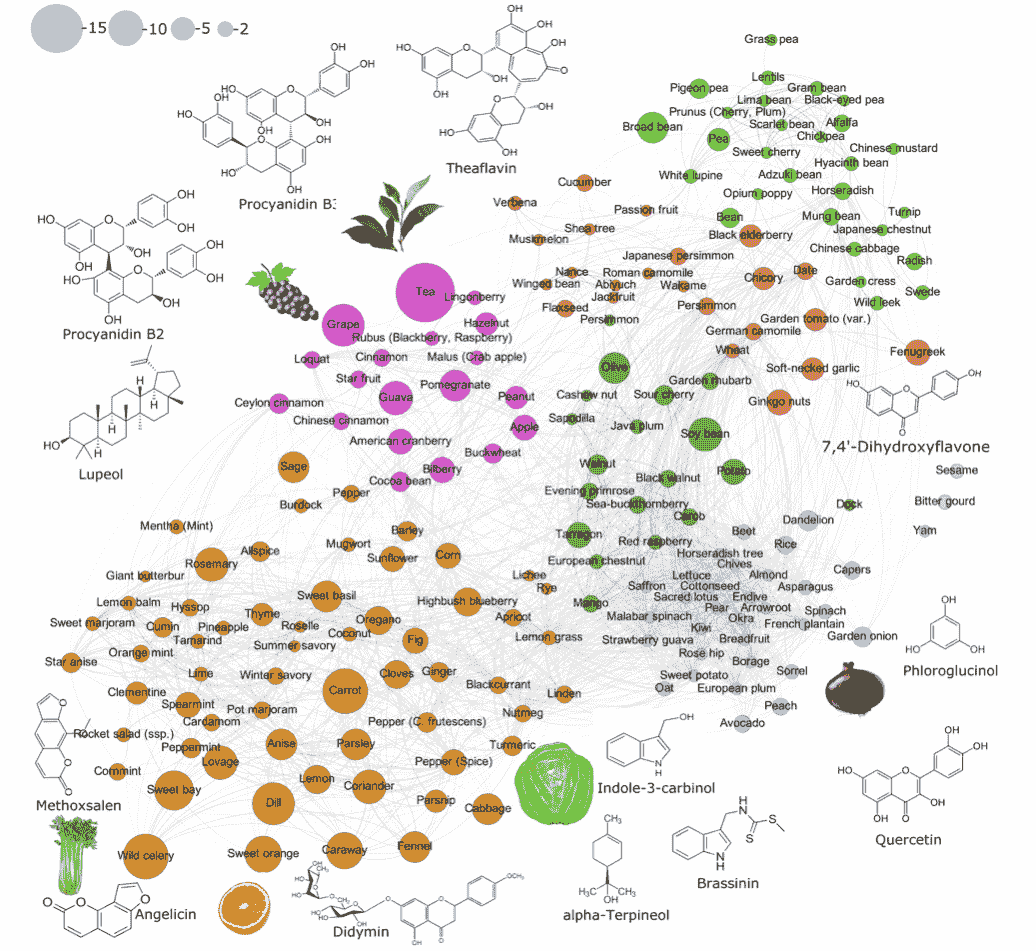 -15 -10 -5 -2
Theaflavin
Procyanidin B
Procyanidin B2
Lupeol
Grass pea
Lentils
Pigeon pea
Gram bean
Lima bean
Black-eyed pea
Prunus (Cherry, Plum)
Broad bean
Scarlet bean
Alfalfa
Pea
Chickpea
Sweet cherry
Chinese mustard
Hyacinth bean
White lupine
Adzuki bean
Cucumber
Opium poppy
Horseradish
Verbena
Passion fruit
Bean
Mung bean
Turnip
Shea tree
Black elderberry
Japanese chestnut
Muskmelon
Chinese cabbage
Japanese persimmon
Radish
Nance
Roman camomile
Chicory
Date
Winged bean
Abiyuch
Wakame
Garden cress
Swede
Tea
Lingonberry
Jackfruit
Flaxseed
Persimmon
Wild leek
Grape
Hazelnut
Persimmon
Garden tomato (var.)
German camomile
Rubus (Blackberry, Raspberry)
Wheat
Fenugreek
Loquat
Cinnamon
Malus (Crab apple)
Olive
Soft-necked garlic
Star fruit
Pomegranate
Garden rhubarb
Guava
Peanut
Cashew nut
Sour cherry
Ginkgo nuts
Ceylon cinnamon
Chinese cinnamon
Apple
Sapodilla
Java plum
Soy bean
American cranberry
7,4'-Dihydroxyflavone
Buckwheat
Sage
Bilberry
Walnut
Potato
Sesame
Cocoa bean
Black walnut
Pepper
Evening primrose
Burdock
Sea-buckthornberry
Dock
Bitter gourd
Mentha (Mint)
Barley
Carob
Dandelion
Tarragon
Beet
Yam
Mugwort
Red raspberry
Rice
Allspice
Sunflower
Corn
Horseradish tree
Rosemary
European chestnut
Chives
Giant butterbur
Lichee
Lettuce
Almond
Capers
Rye
Saffron
Cottonseed
Asparagus
Sweet basil
Sacred lotus
Endive
Lemon balm
Hyssop
Highbush blueberry
Mango
Pear
Arrowroot
Thyme
Oregano
Apricot
Malabar spinach
Okra
Spinach
Sweet marjoram
Cumin
Pineapple
Roselle
Kiwi
French plantain
Tamarind
Coconut
Fig
Lemon grass
Strawberry guava
Breadfruit
Garden onion
Summer savory
Orange mint
Rose hip
Star anise
Borage
Lime
Winter savory
Cloves
Ginger
Sweet potato
Sorrel
Phloroglucinol
Clementine
Carrot
Blackcurrant
Linden
Oat
European plum
Spearmint
Pot marjoram
Peach
Cardamom
Pepper (C. frutescens)
Nutmeg
Avocado
Rocket salad (ssp.)
Peppermint
Anise
Parsley
Turmeric
Lovage
Pepper (Spice)
Cornmint
Lemon
Coriander
Indole-3-carbinol
Methoxsalen
Sweet bay
Dill
Parsnip
Cabbage
Quercetin
Wild celery
Sweet orange
Caraway
Fennel
Brassinin
Angelicin
alpha-Terpineol
Didymin